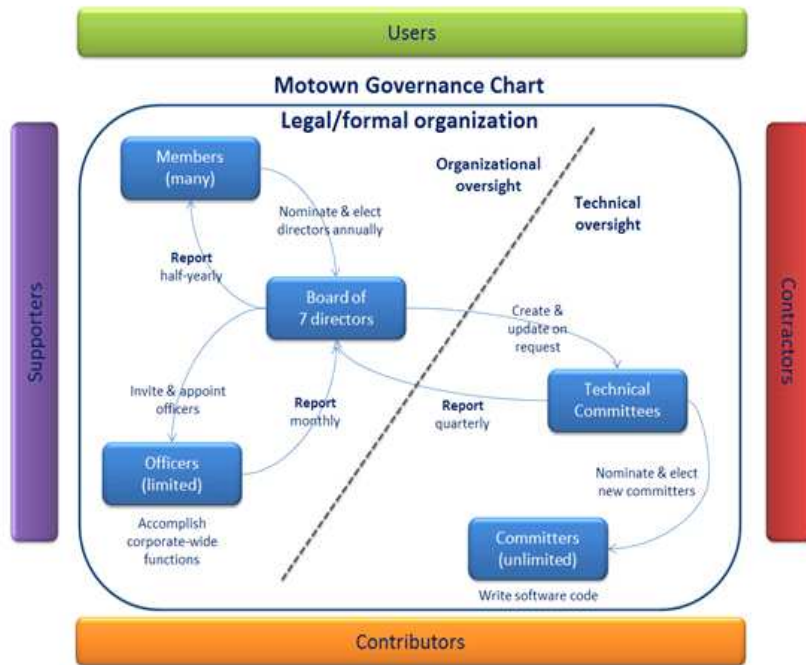 Users
Motown Governance Chart
Legal/formal organization
Supporters
Contractors
Members
(many)
Organizational
oversight
Technical
oversight
Nominate & elect
directors annually
Report
half-yearly
Board of
7 directors
Create &
update on
request
Invite & appoint
officers
Report
monthly
Report
quarterly
Technical
Committees
Officers
(limited)
Accomplish
corporate-wide
functions
Nominate & elect
new committers
Committers
(unlimited)
Write software code
Contributors